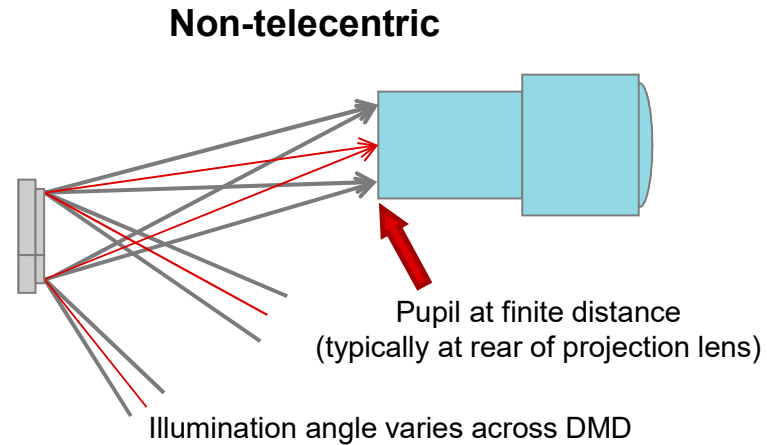 Non-telecentric
Pupil at finite distance
(typically at rear of projection lens)
Illumination angle varies across DMD